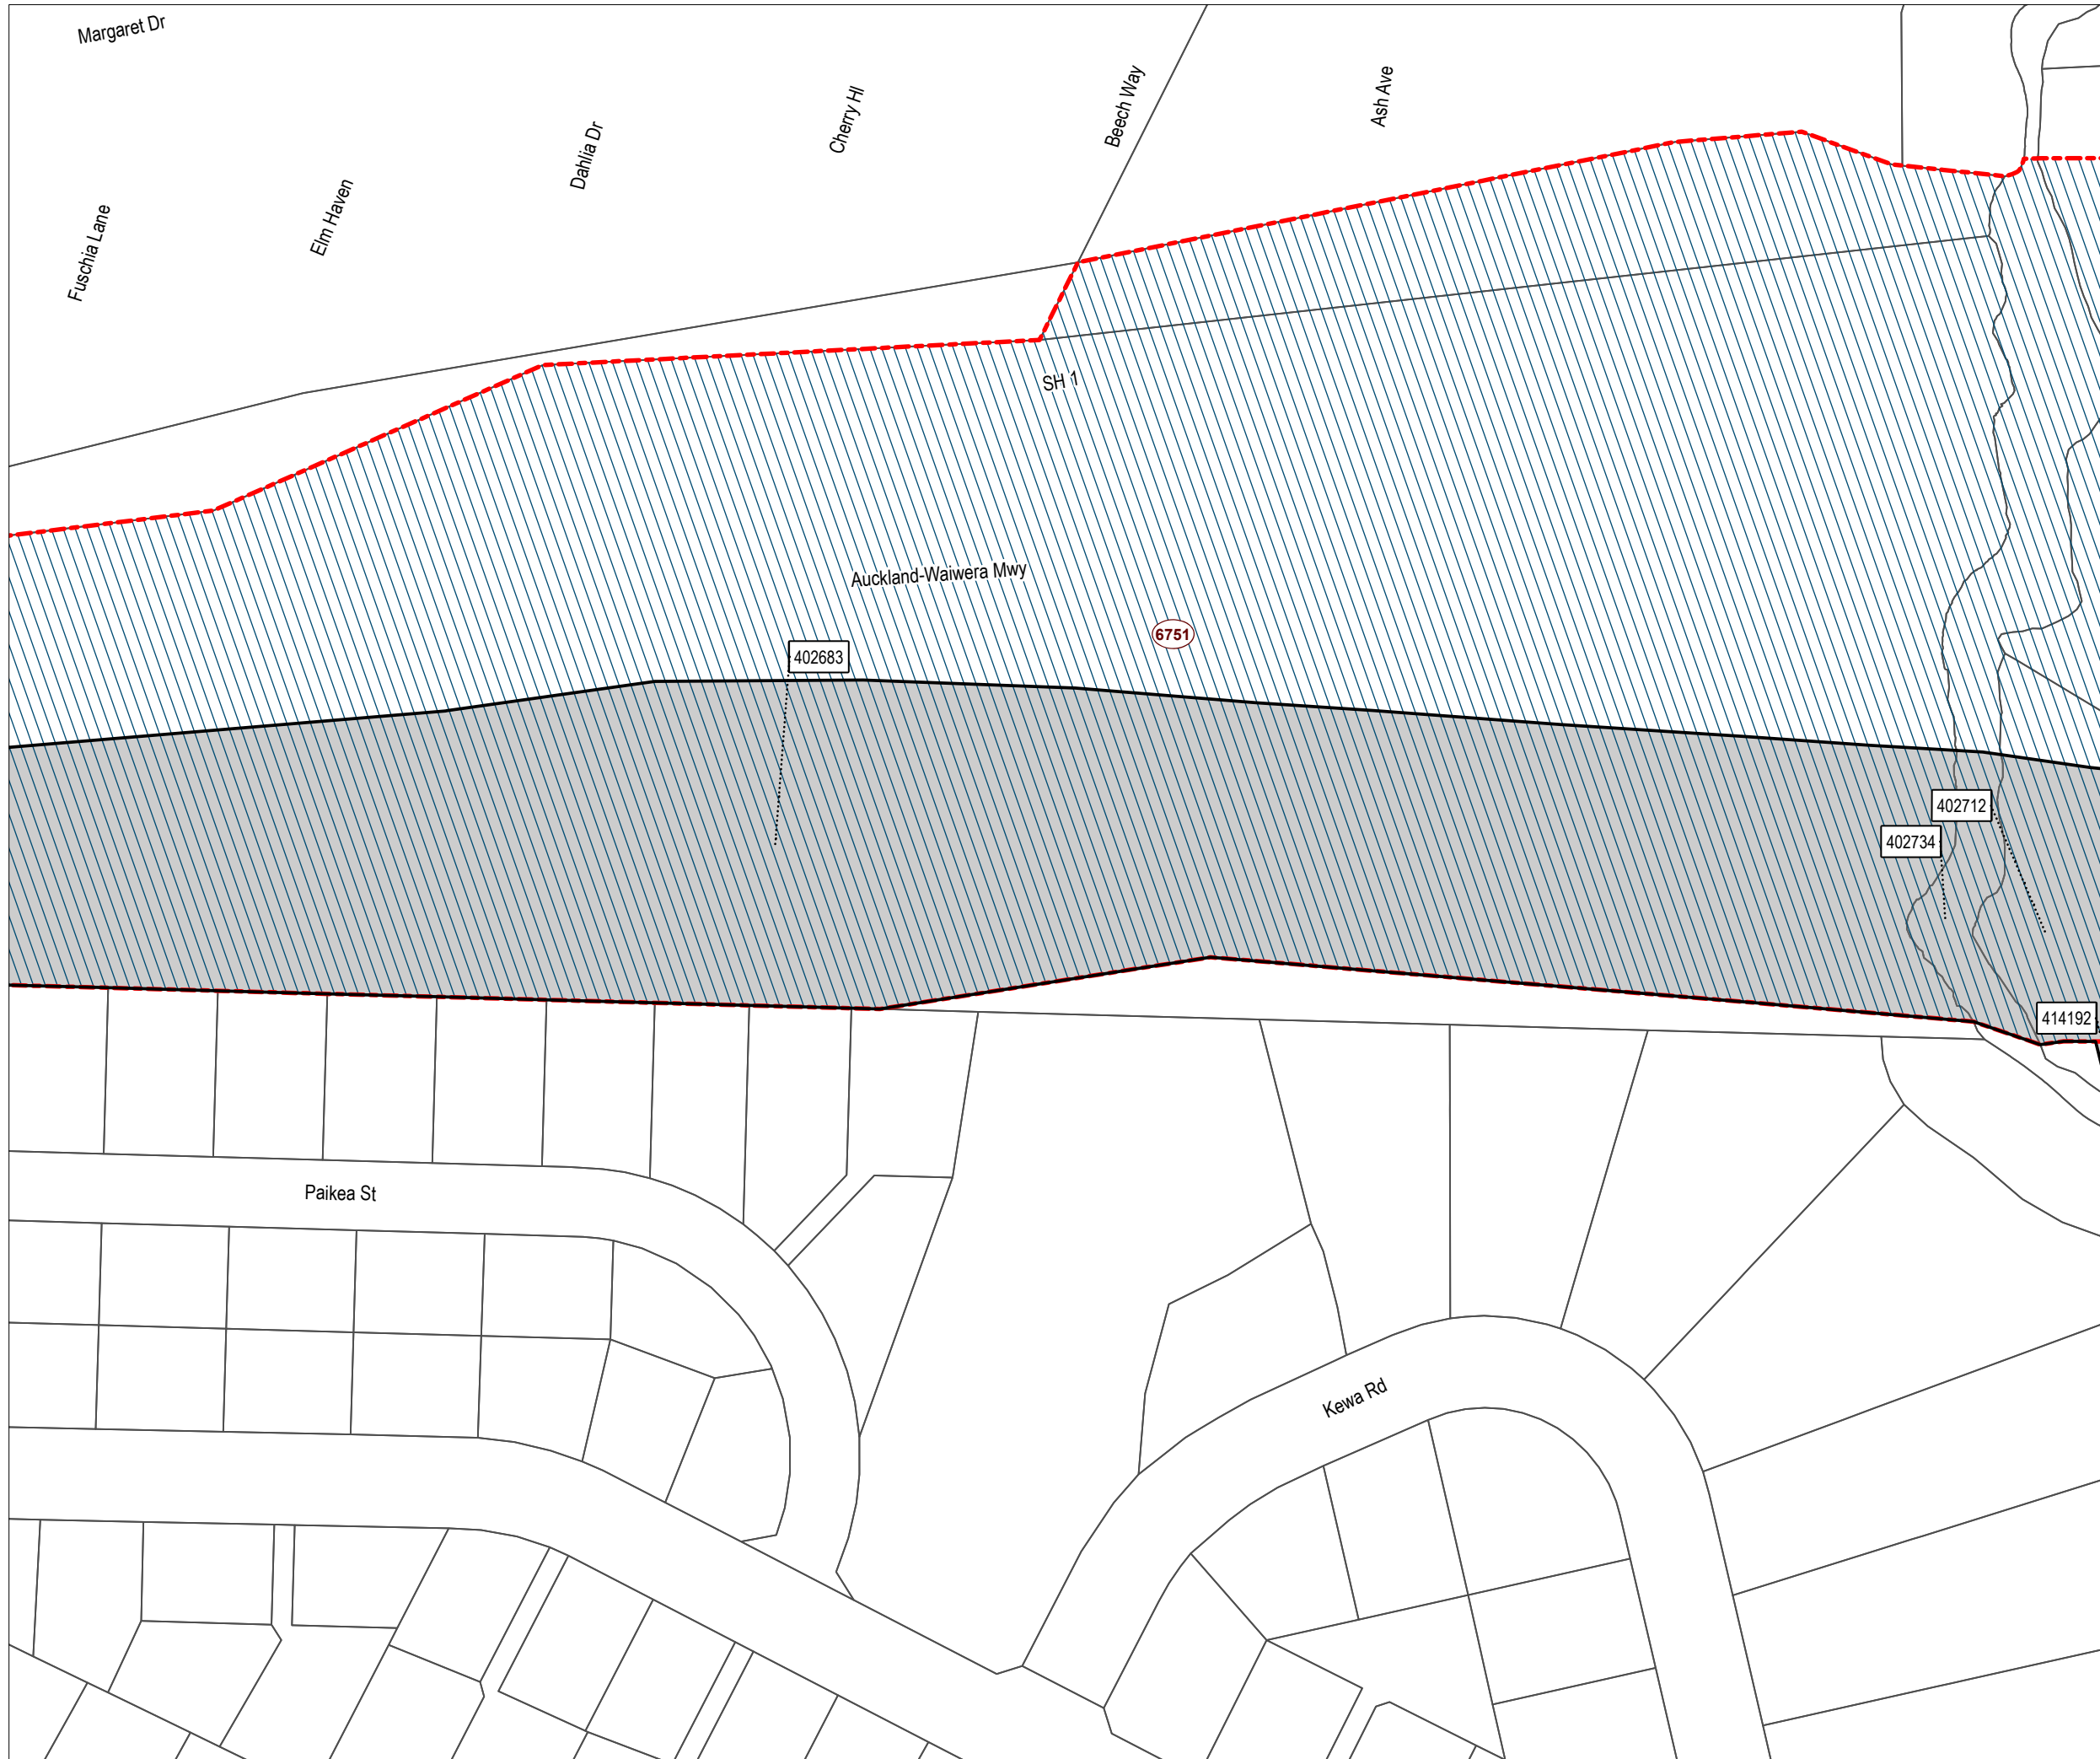 Margaret Dr
Fuschia Lane
Elm Haven
Dahlia Dr
Cherry Hl
Beech Way
Ash Ave
SH 1
Auckland-Waiwera Mwy
6751
402683
402712
402734
414192
Paikea St
Kewa Rd